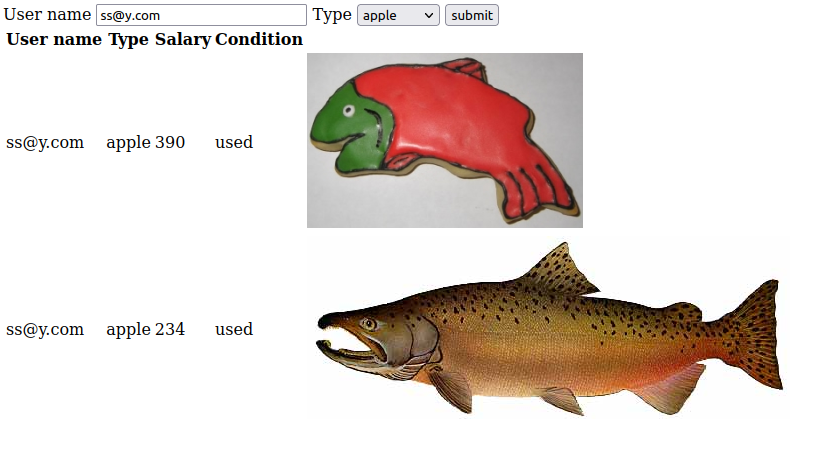 User name ss@y.com Type apple submit
User name Type Salary Condition
ss@y.com apple 390 used
ss@y.com apple 234 used